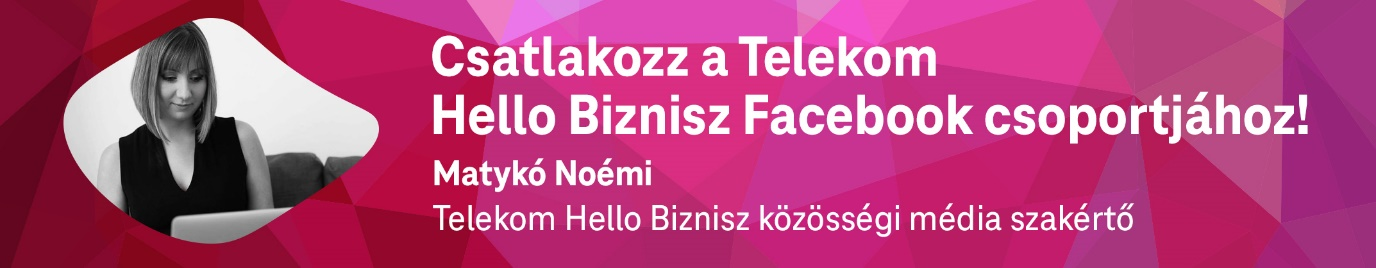 Csatlakozz a Telekom
Hello Biznisz Facebook csoportjához!
Matykó Noémi
Telekom Hello Biznisz közösségi média szakértő